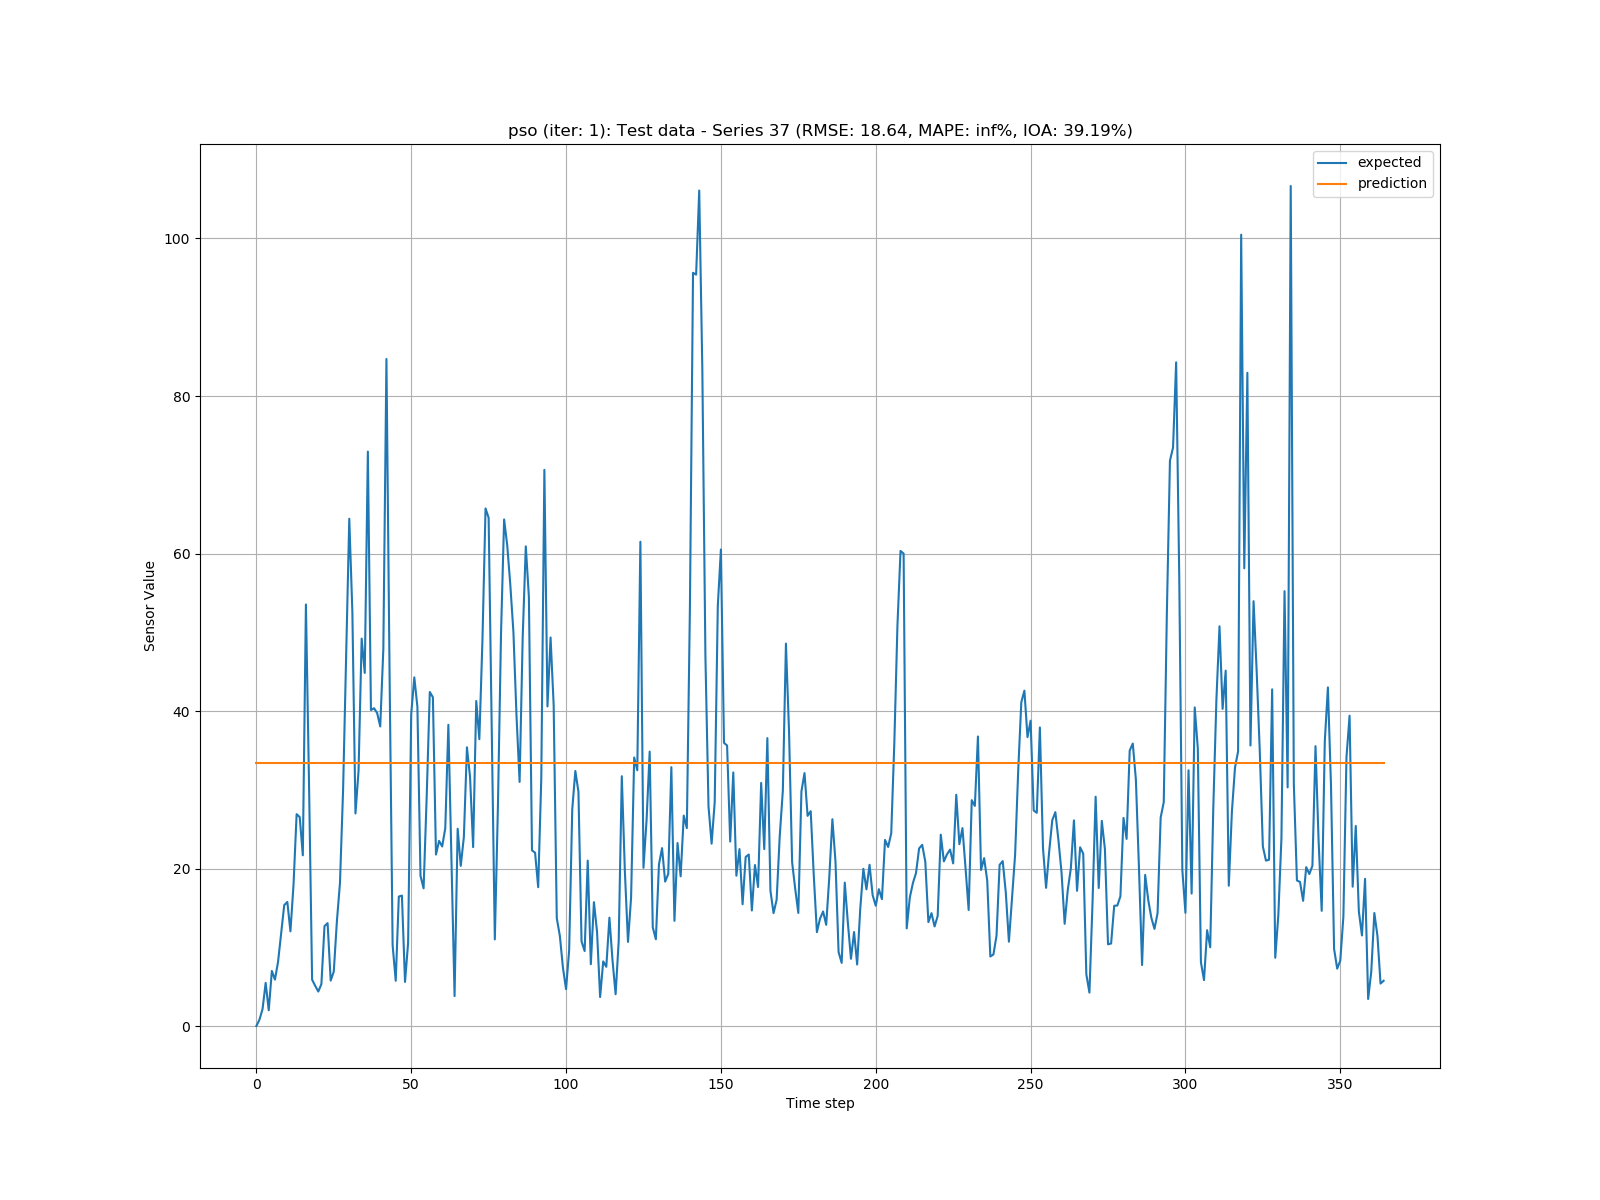 pso (iter: 1): Test data - Series 37 (RMSE: 18.64, MAPE: inf%, IOA: 39.19%)
expected
prediction
100
80
60
40
20
0
Sensor Value
0 50 100 150 200 250 300 350
Time step